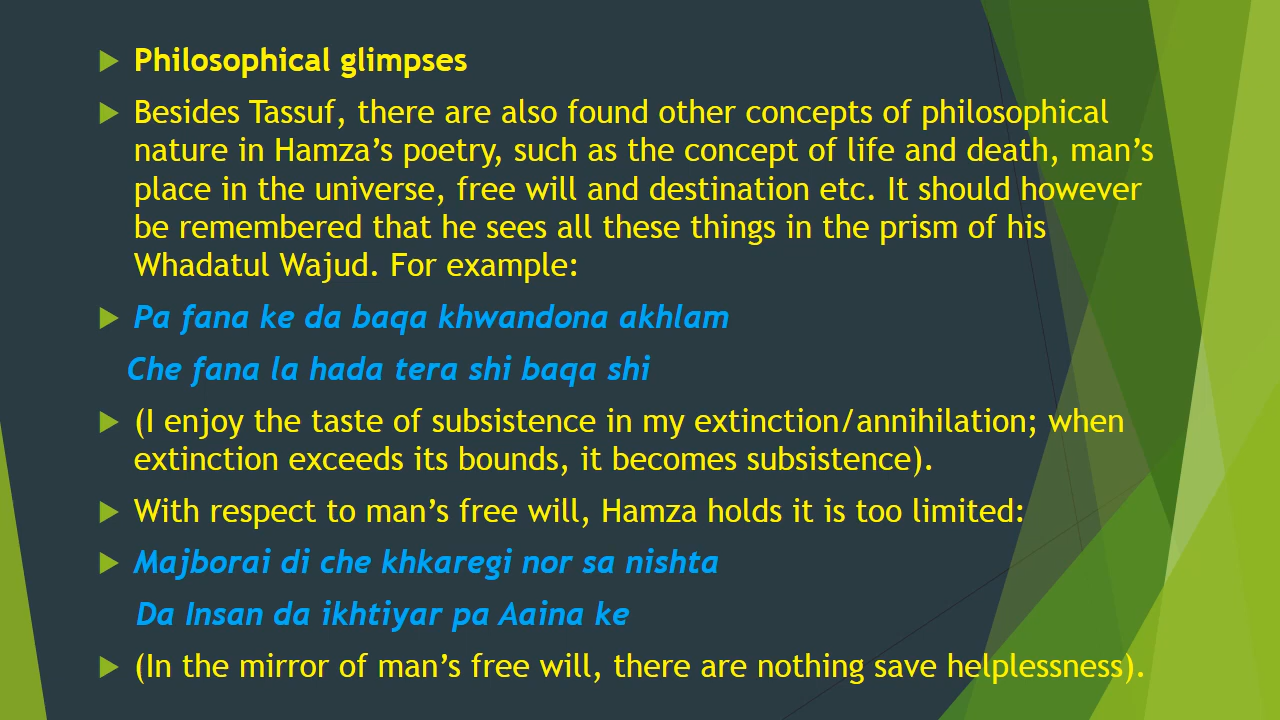 Philosophical glimpses
Besides Tassuf, there are also found other concepts of philosophical
nature in Hamza’s poetry, such as the concept of life and death, man’s
place in the universe, free will and destination etc. It should however
be remembered that he sees all these things in the prism of his
Whadatul Wajud. For example:
Pa fana ke da baqa khwandona akhlam
Che fana la hada tera shi baqa shi
(I enjoy the taste of subsistence in my extinction/annihilation; when
extinction exceeds its bounds, it becomes subsistence).
With respect to man’s free will, Hamza holds it is too limited:
Majborai di che khkaregi nor sa nishta
Da Insan da ikhtiyar pa Aaina ke
(In the mirror of man’s free will, there are nothing save helplessness).